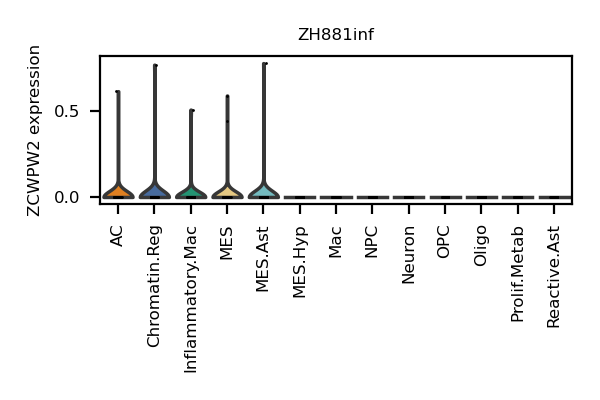 ZH881inf
ZCWPW2 expression
0.5
0.0
AC
Chromatin.Reg
Inflammatory.Mac
MES
MES.Ast
MES.Hyp
Mac
NPC
Neuron
OPC
Oligo
Prolif.Metab
Reactive.Ast